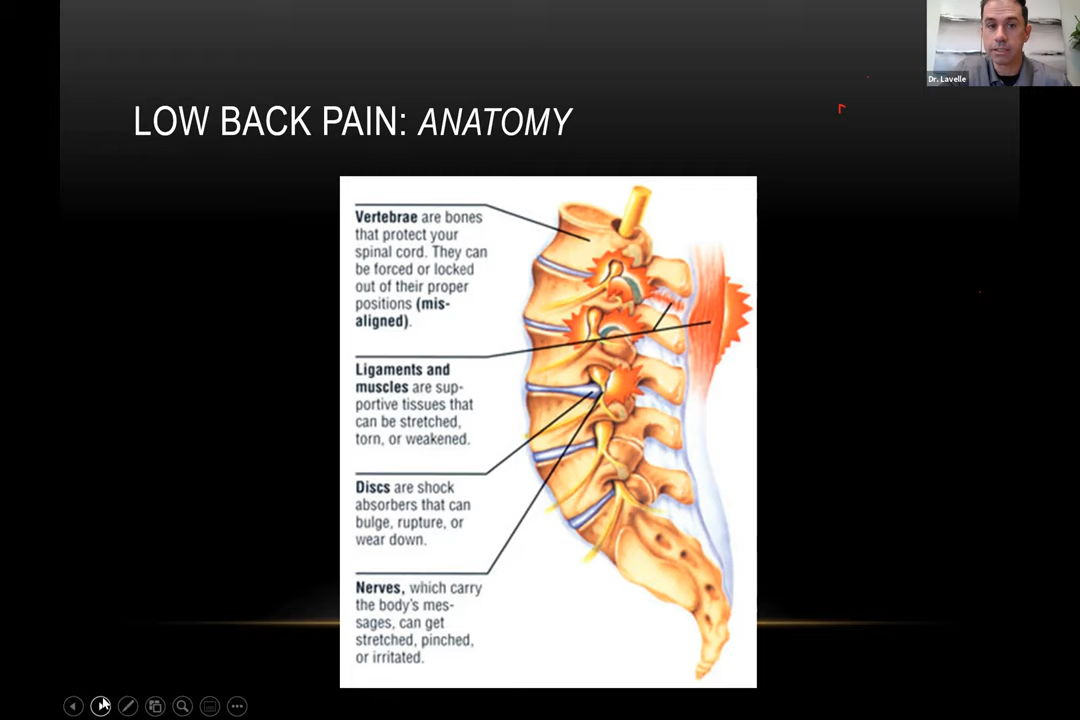 Dr. Lavelle
LOW BACK PAIN: ANATOMY
Vertebrae are bones
that protect your
spinal cord. They can
be forced or locked
out of their proper
positions (mis-
aligned).
Ligaments and
muscles are sup-
portive tissues that
can be stretched,
torn, or weakened.
Discs are shock
absorbers that can
bulge, rupture, or
wear down.
Nerves, which carry
the body's mes-
sages, can get
stretched, pinched,
or irritated.